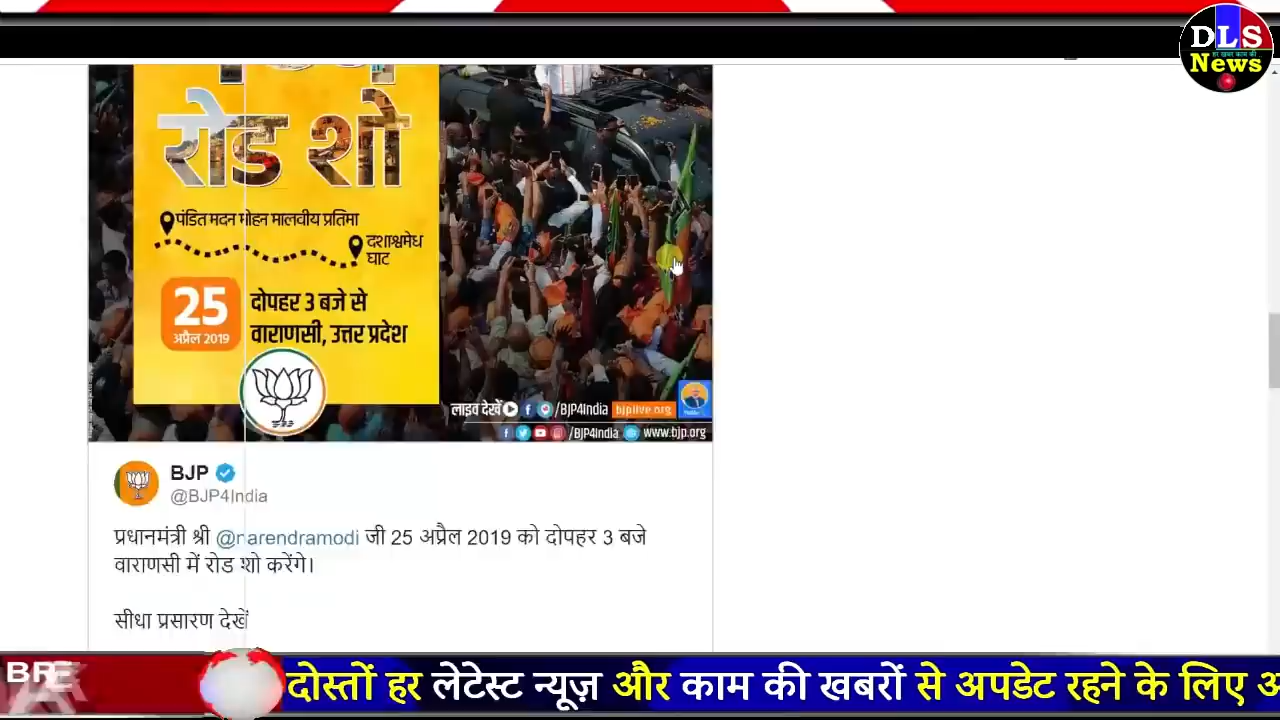 DLS
News
रोड शो
पंडित मदन मोहन मालवीय प्रतिमा
दशाश्वमेध
घाट
25
अप्रैल 2019
दोपहर 3 बजे से
वाराणसी, उत्तर प्रदेश
लाइव देखें /BJP4India bjplive.org
/BJP4India www.bjp.org
BJP
@BJP4India
प्रधानमंत्री श्री @narendramodi जी 25 अप्रैल 2019 को दोपहर 3 बजे
वाराणसी में रोड शो करेंगे।
सीधा प्रसारण देखें
दोस्तों हर लेटेस्ट न्यूज़ और काम की खबरों से अपडेट रहने के लिए